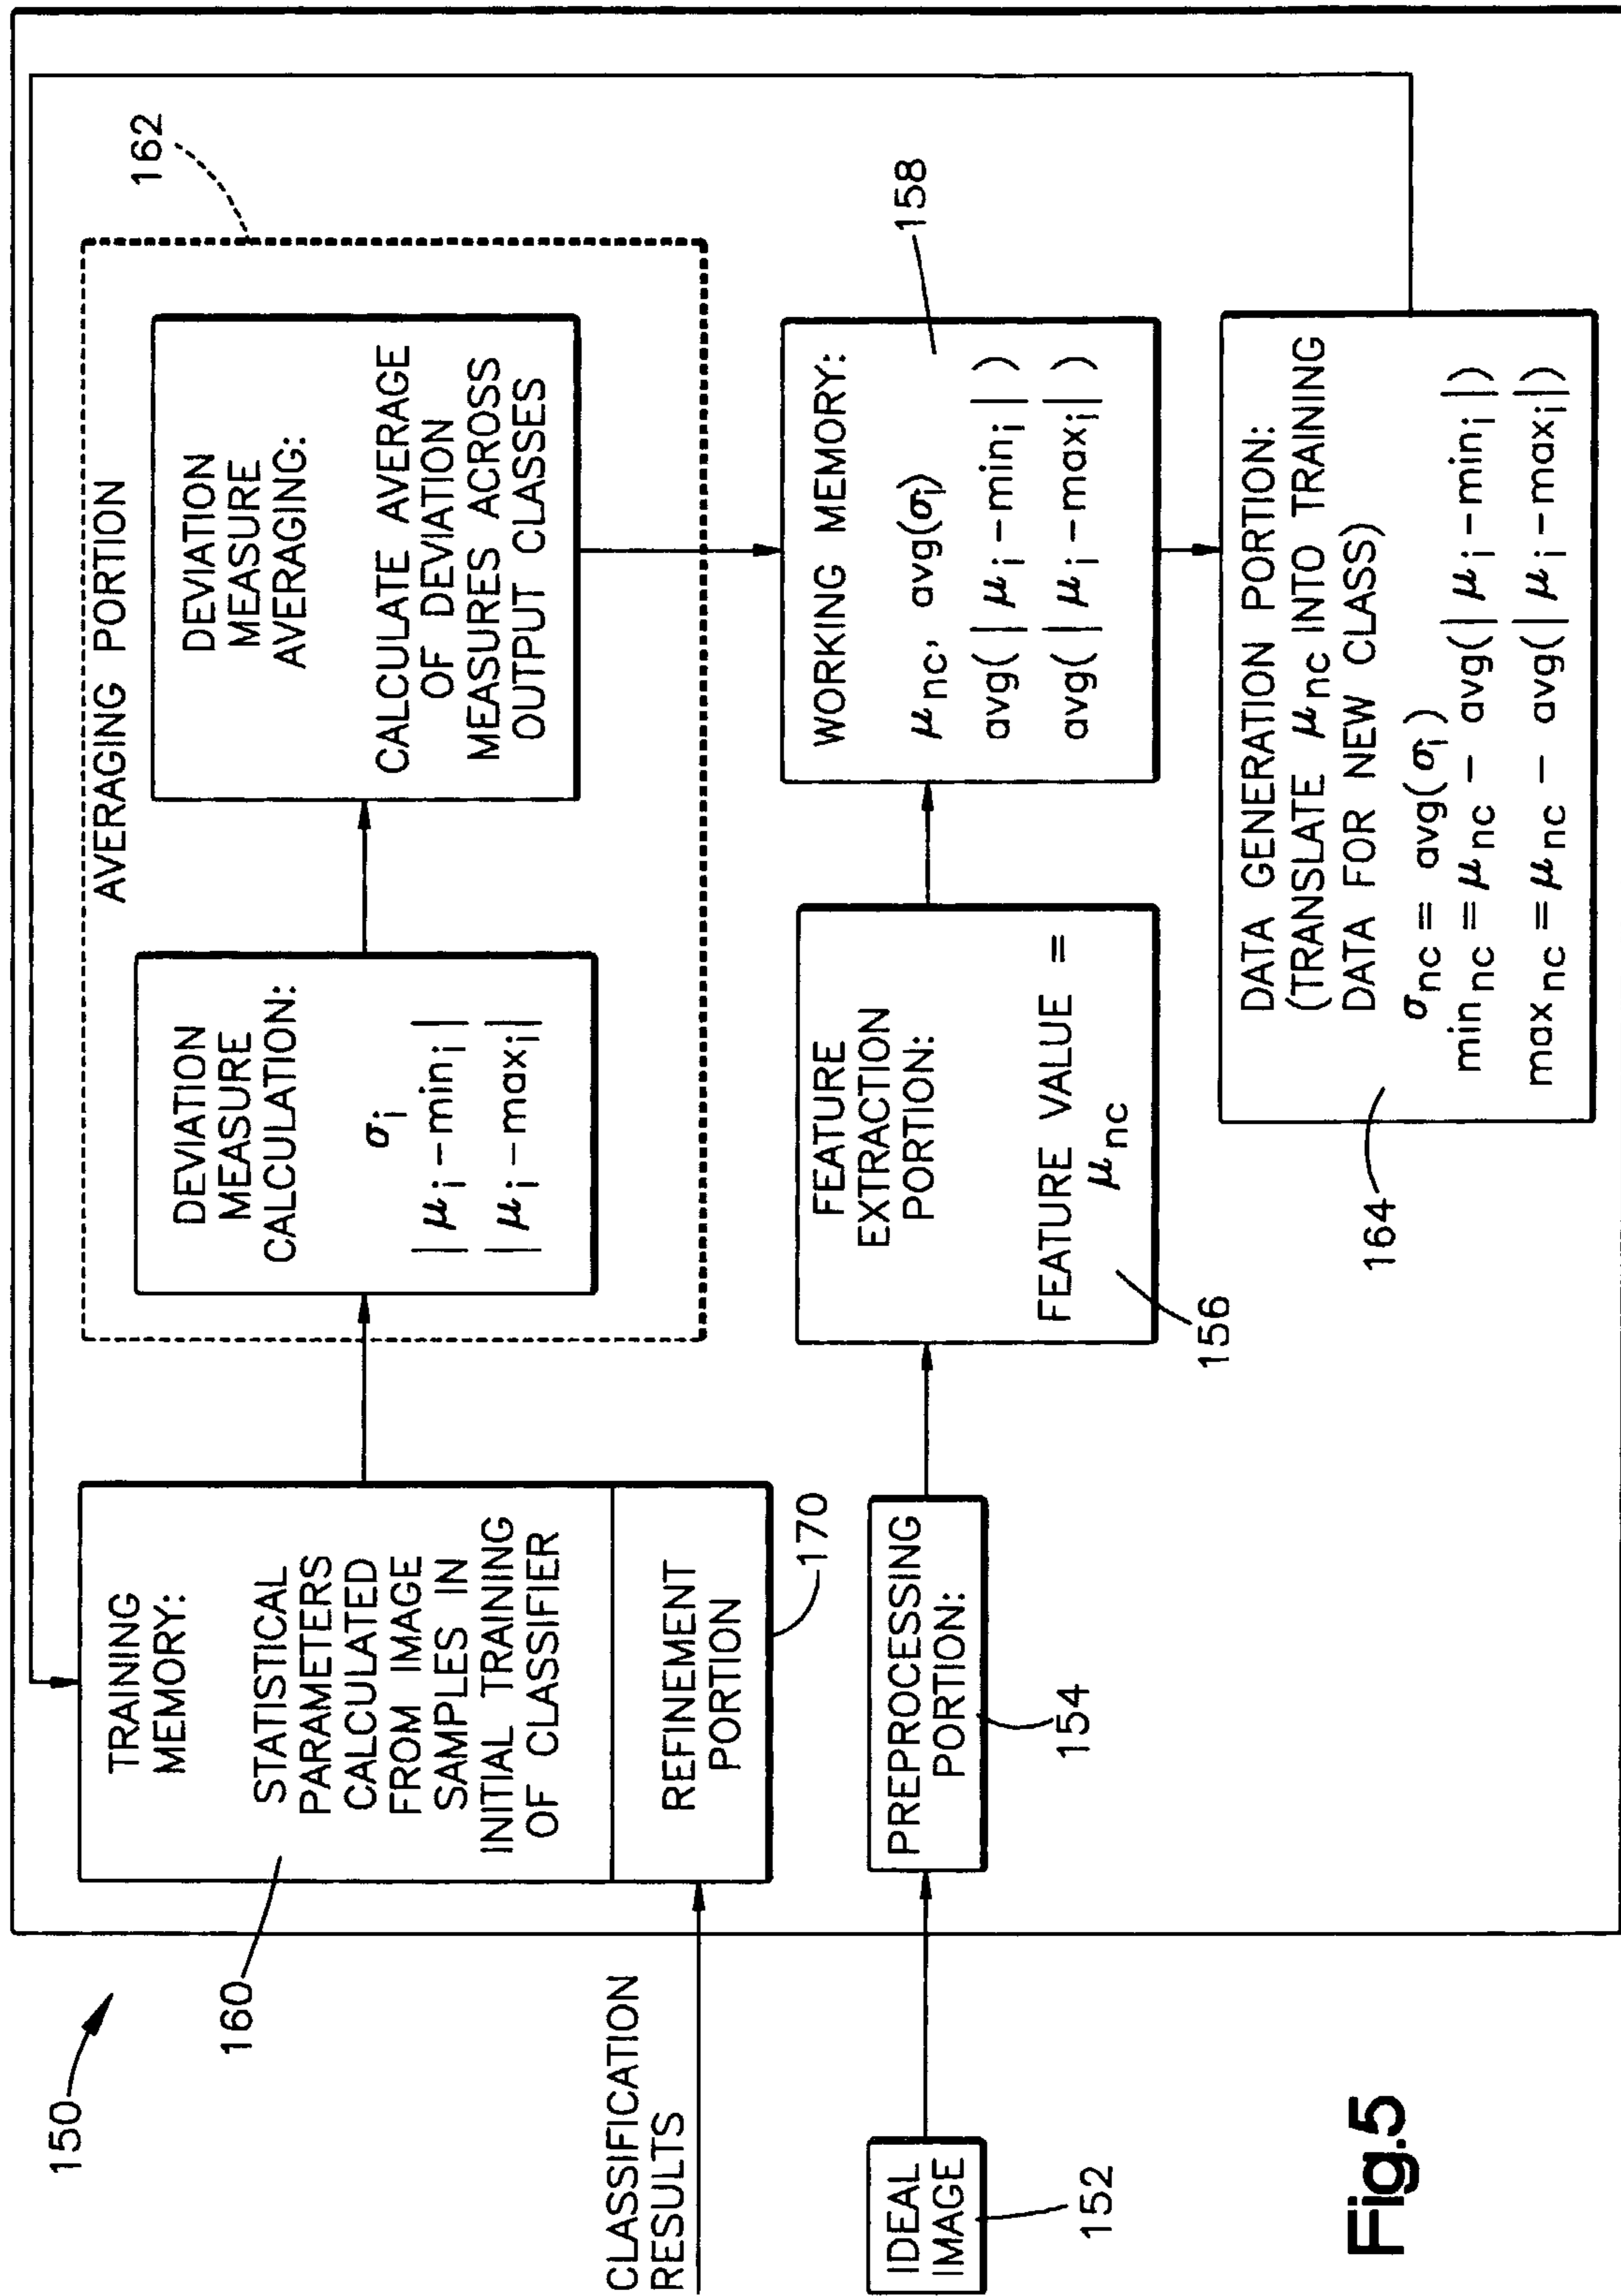 150
TRAINING
MEMORY:
STATISTICAL
PARAMETERS
CALCULATED
FROM IMAGE
SAMPLES IN
INITIAL TRAINING
OF CLASSIFIER
160
REFINEMENT
PORTION
170
CLASSIFICATION
RESULTS
AVERAGING PORTION
162
DEVIATION
MEASURE
CALCULATION:
σi
|μi-mini|
|μi-maxi|
DEVIATION
MEASURE
AVERAGING:
CALCULATE AVERAGE
OF DEVIATION
MEASURES ACROSS
OUTPUT CLASSES
IDEAL
IMAGE
152
PREPROCESSING
PORTION:
154
FEATURE
EXTRACTION
PORTION:
FEATURE VALUE =
μnc
156
WORKING MEMORY:
μnc, avg(σi)
avg(|μi-mini|)
avg(|μi-maxi|)
158
DATA GENERATION PORTION:
(TRANSLATE μnc INTO TRAINING
DATA FOR NEW CLASS)
σnc = avg(σi)
minnc = μnc - avg(|μi-mini|)
maxnc = μnc - avg(|μi-maxi|)
164
Fig.5